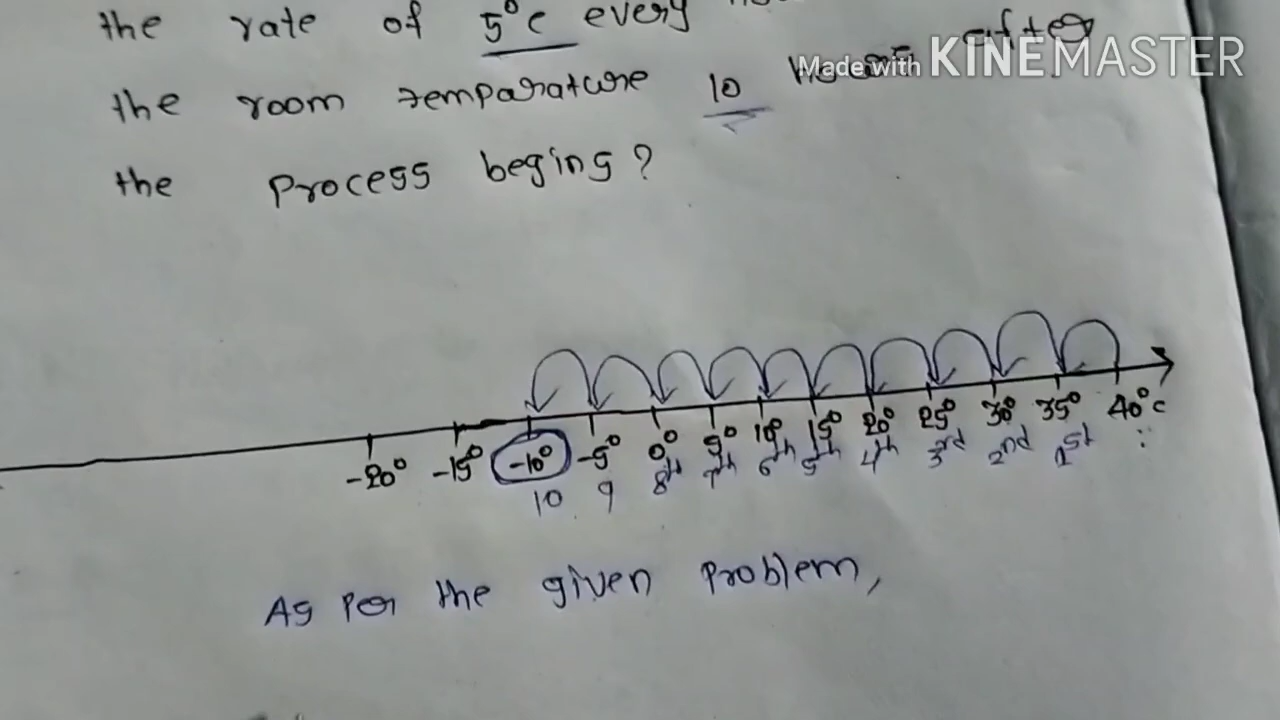 the rate of 5°c every
the room temparature 10 hours after
Made with KINEMASTER
the process begins?
-20° -15° -10° -5° 0° 5° 10° 15° 20° 25° 30° 35° 40°c
10 9 8th 7th 6th 5th 4th 3rd 2nd 1st
As per the given problem,